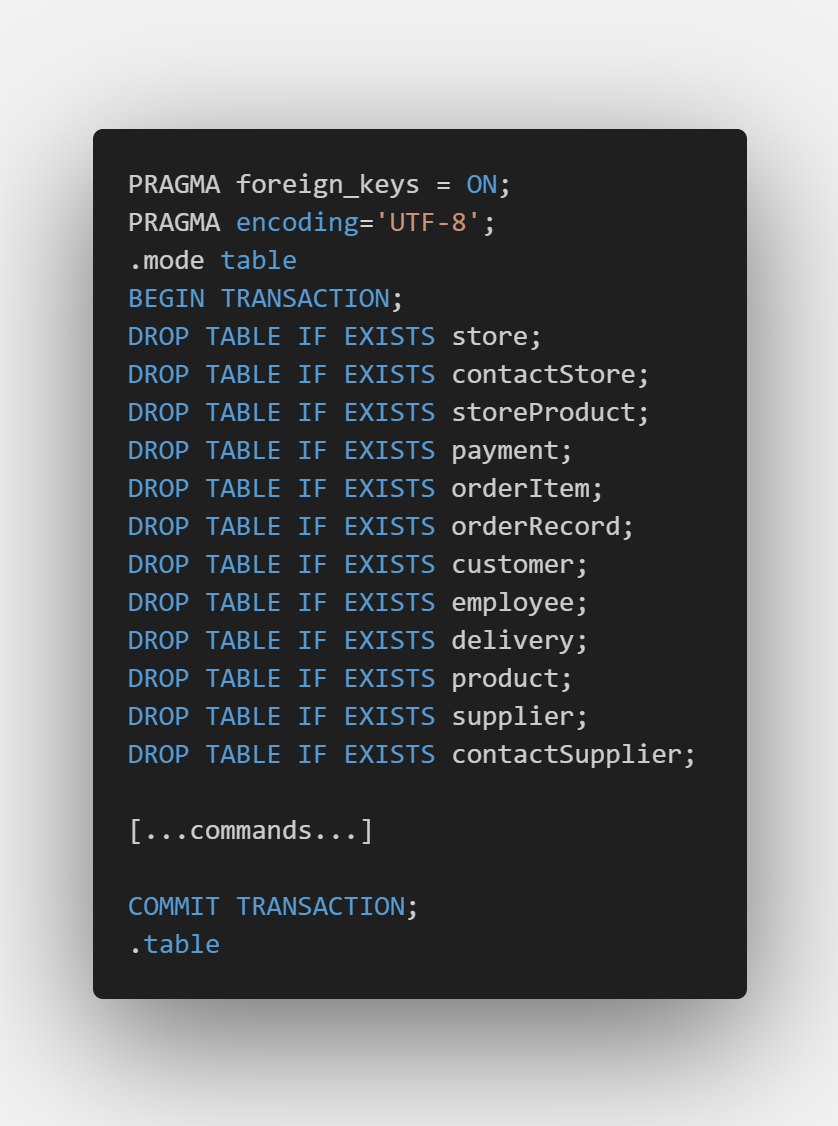 PRAGMA foreign_keys = ON;
PRAGMA encoding='UTF-8';
.mode table
BEGIN TRANSACTION;
DROP TABLE IF EXISTS store;
DROP TABLE IF EXISTS contactStore;
DROP TABLE IF EXISTS storeProduct;
DROP TABLE IF EXISTS payment;
DROP TABLE IF EXISTS orderItem;
DROP TABLE IF EXISTS orderRecord;
DROP TABLE IF EXISTS customer;
DROP TABLE IF EXISTS employee;
DROP TABLE IF EXISTS delivery;
DROP TABLE IF EXISTS product;
DROP TABLE IF EXISTS supplier;
DROP TABLE IF EXISTS contactSupplier;
[...commands...]
COMMIT TRANSACTION;
.table